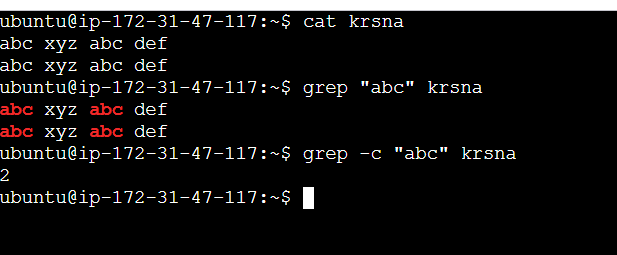 ubuntu@ip-172-31-47-117:~$ cat krsna
abc xyz abc def
abc xyz abc def
ubuntu@ip-172-31-47-117:~$ grep "abc" krsna
abc xyz abc def
abc xyz abc def
ubuntu@ip-172-31-47-117:~$ grep -c "abc" krsna
2
ubuntu@ip-172-31-47-117:~$